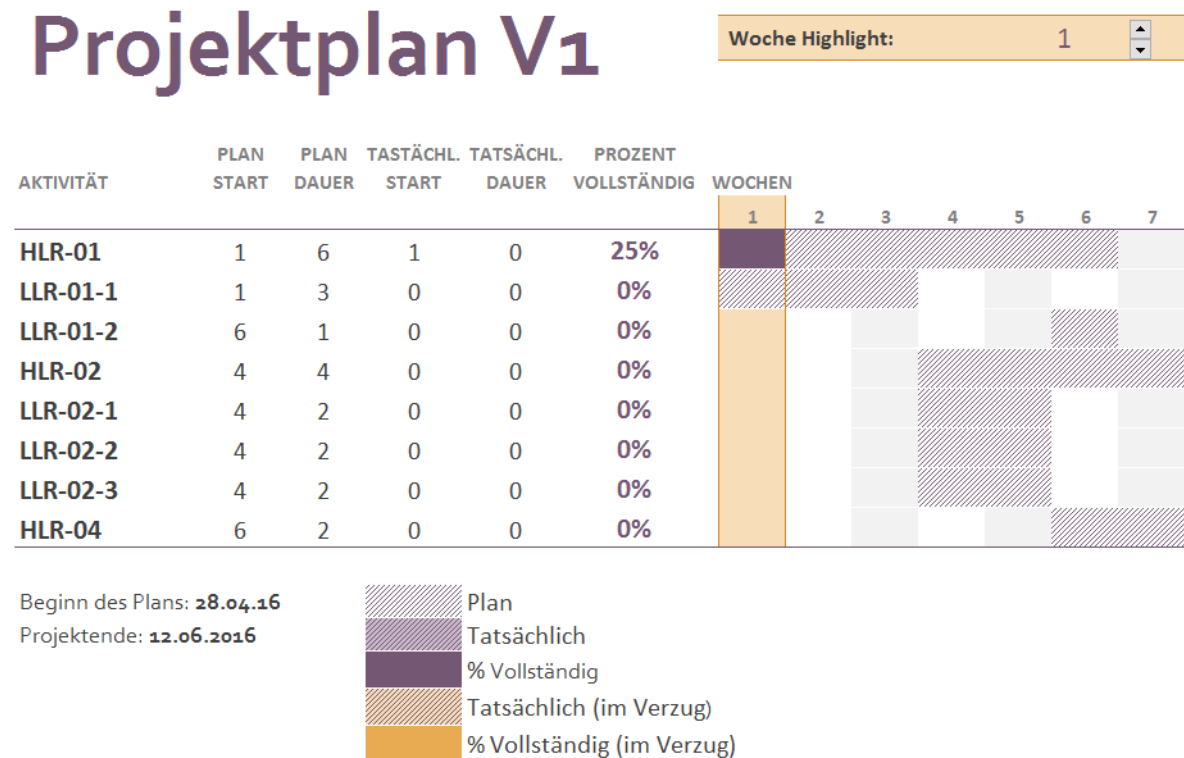 Projektplan V1
Woche Highlight: 1
PLAN PLAN TASTÄCHL. TATSÄCHL. PROZENT
AKTIVITÄT START DAUER START DAUER VOLLSTÄNDIG WOCHEN
1 2 3 4 5 6 7
HLR-01 1 6 1 0 25%
LLR-01-1 1 3 0 0 0%
LLR-01-2 6 1 0 0 0%
HLR-02 4 4 0 0 0%
LLR-02-1 4 2 0 0 0%
LLR-02-2 4 2 0 0 0%
LLR-02-3 4 2 0 0 0%
HLR-04 6 2 0 0 0%
Beginn des Plans: 28.04.16
Projektende: 12.06.2016
Plan
Tatsächlich
% Vollständig
Tatsächlich (im Verzug)
% Vollständig (im Verzug)